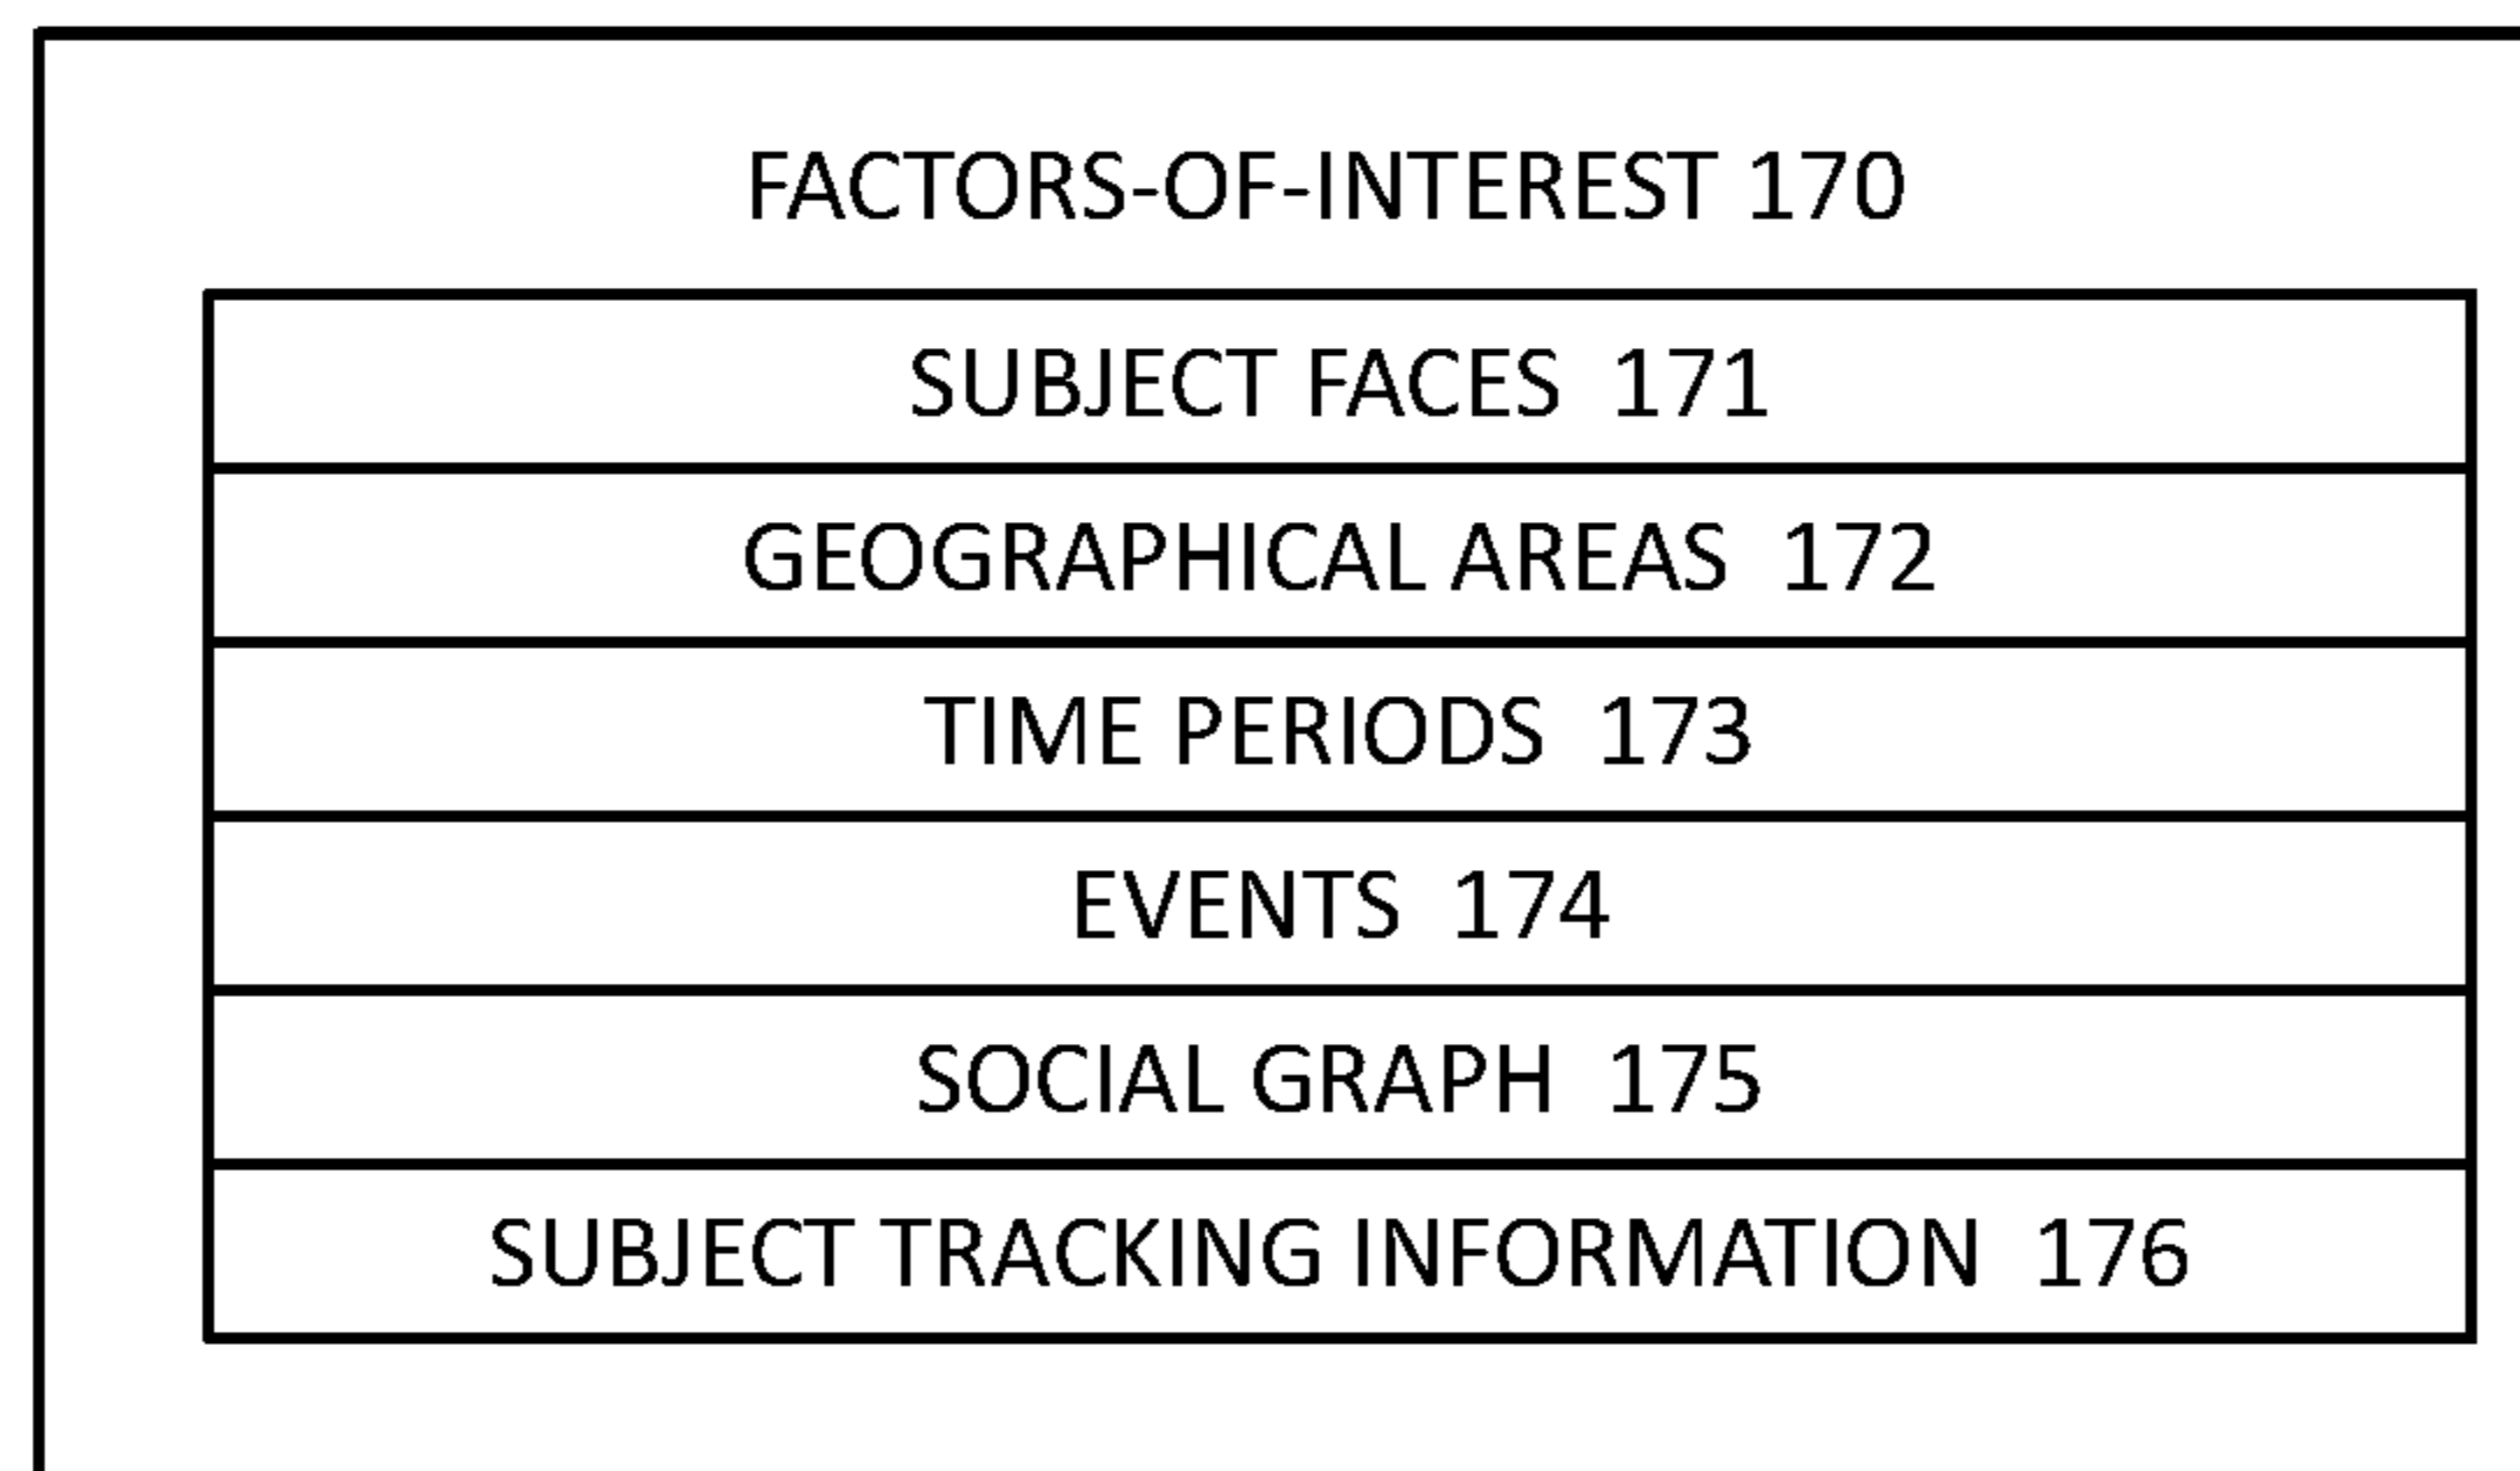 FACTORS-OF-INTEREST 170
SUBJECT FACES 171
GEOGRAPHICAL AREAS 172
TIME PERIODS 173
EVENTS 174
SOCIAL GRAPH 175
SUBJECT TRACKING INFORMATION 176